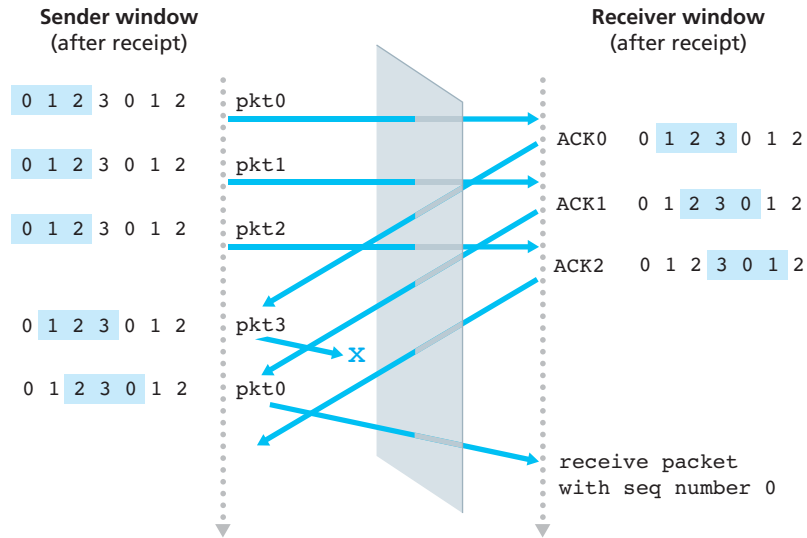 Sender window
(after receipt)
Receiver window
(after receipt)
0 1 2 3 0 1 2
pkt0
ACK0 0 1 2 3 0 1 2
0 1 2 3 0 1 2
pkt1
ACK1 0 1 2 3 0 1 2
0 1 2 3 0 1 2
pkt2
ACK2 0 1 2 3 0 1 2
0 1 2 3 0 1 2
pkt3
x
0 1 2 3 0 1 2
pkt0
receive packet
with seq number 0